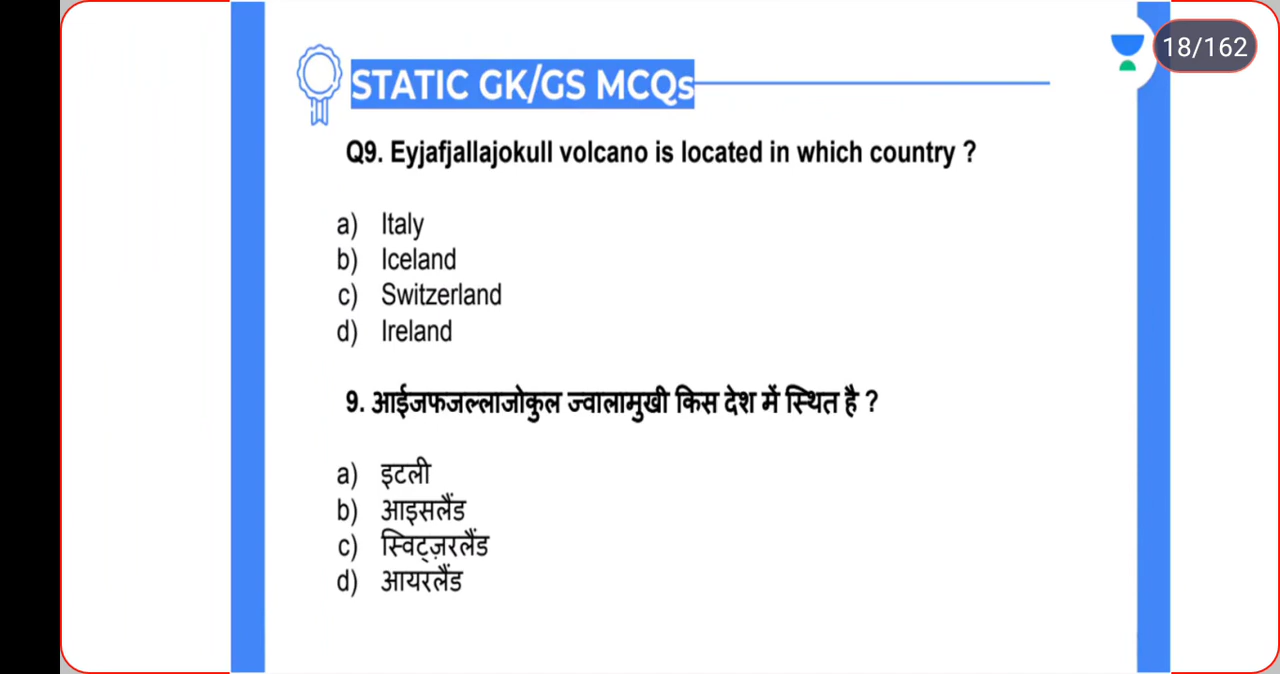 18/162
STATIC GK/GS MCQs
Q9. Eyjafjallajokull volcano is located in which country ?
a) Italy
b) Iceland
c) Switzerland
d) Ireland
9. आईजफजल्लाजोकुल ज्वालामुखी किस देश में स्थित है ?
a) इटली
b) आइसलैंड
c) स्विट्ज़रलैंड
d) आयरलैंड